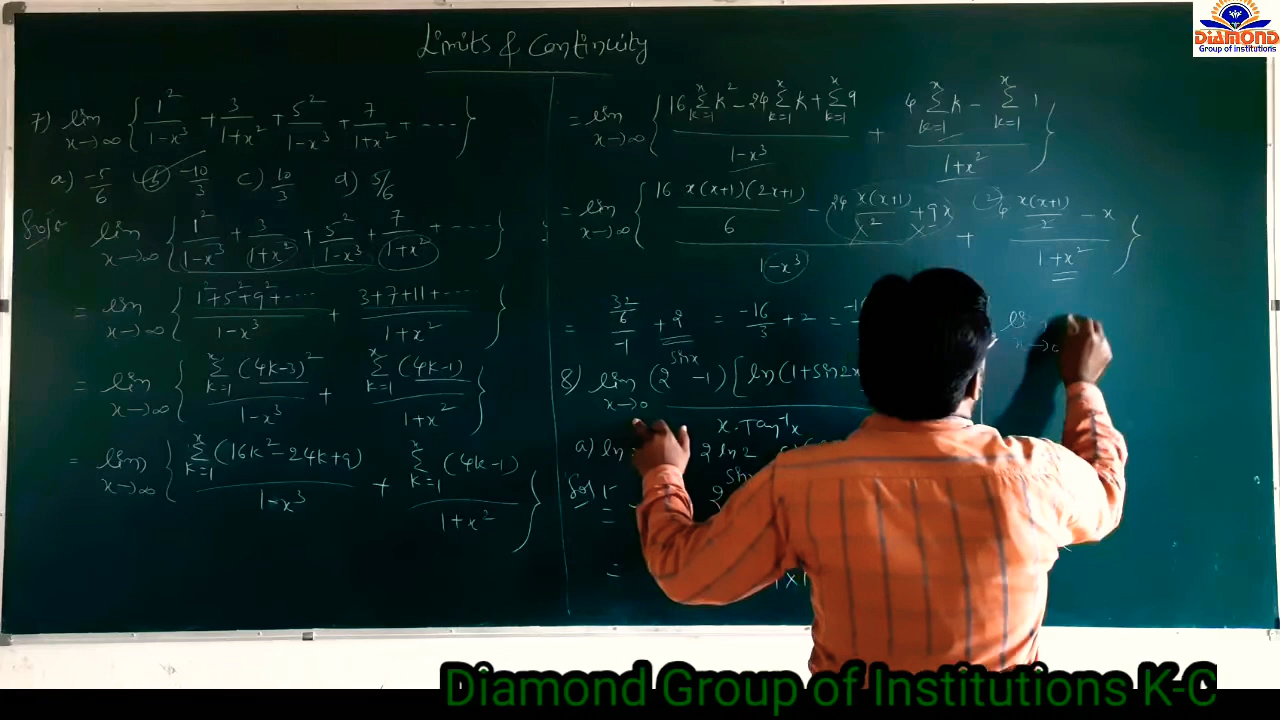 DIAMOND
Group of institutions
Limits & Continuity
7) lim x→∞ { 1²/(1-x³) + 3/(1+x²) + 5²/(1-x³) + 7/(1+x²) + ---- }
a) -5/6 b) -10/3 c) 10/3 d) 5/6
Sol:- lim x→∞ { 1²/(1-x³) + 3/(1+x²) + 5²/(1-x³) + 7/(1+x²) + ---- }
= lim x→∞ { (1²+5²+9²+----)/(1-x³) + (3+7+11+----)/(1+x²) }
= lim x→∞ { Σ_{k=1}^{x} (4k-3)²/(1-x³) + Σ_{k=1}^{x} (4k-1)/(1+x²) }
= lim x→∞ { Σ_{k=1}^{x} (16k²-24k+9)/(1-x³) + Σ_{k=1}^{x} (4k-1)/(1+x²) }
= lim x→∞ { (16 Σ_{k=1}^{x} k² - 24 Σ_{k=1}^{x} k + Σ_{k=1}^{x} 9)/(1-x³) + (4 Σ_{k=1}^{x} k - Σ_{k=1}^{x} 1)/(1+x²) }
= lim x→∞ { (16 x(x+1)(2x+1)/6 - 24 x(x+1)/2 + 9x)/(1-x³) + (4 x(x+1)/2 - x)/(1+x²) }
= (32/6)/-1 + 2 = -16/3 + 2 =
8) lim x→0 (2^sinx -1) [ln(1+sin2x
x.Tan⁻¹x
a) ln 2 ln2
Sol:-
=
=
lim x→
Diamond Group of Institutions K-C